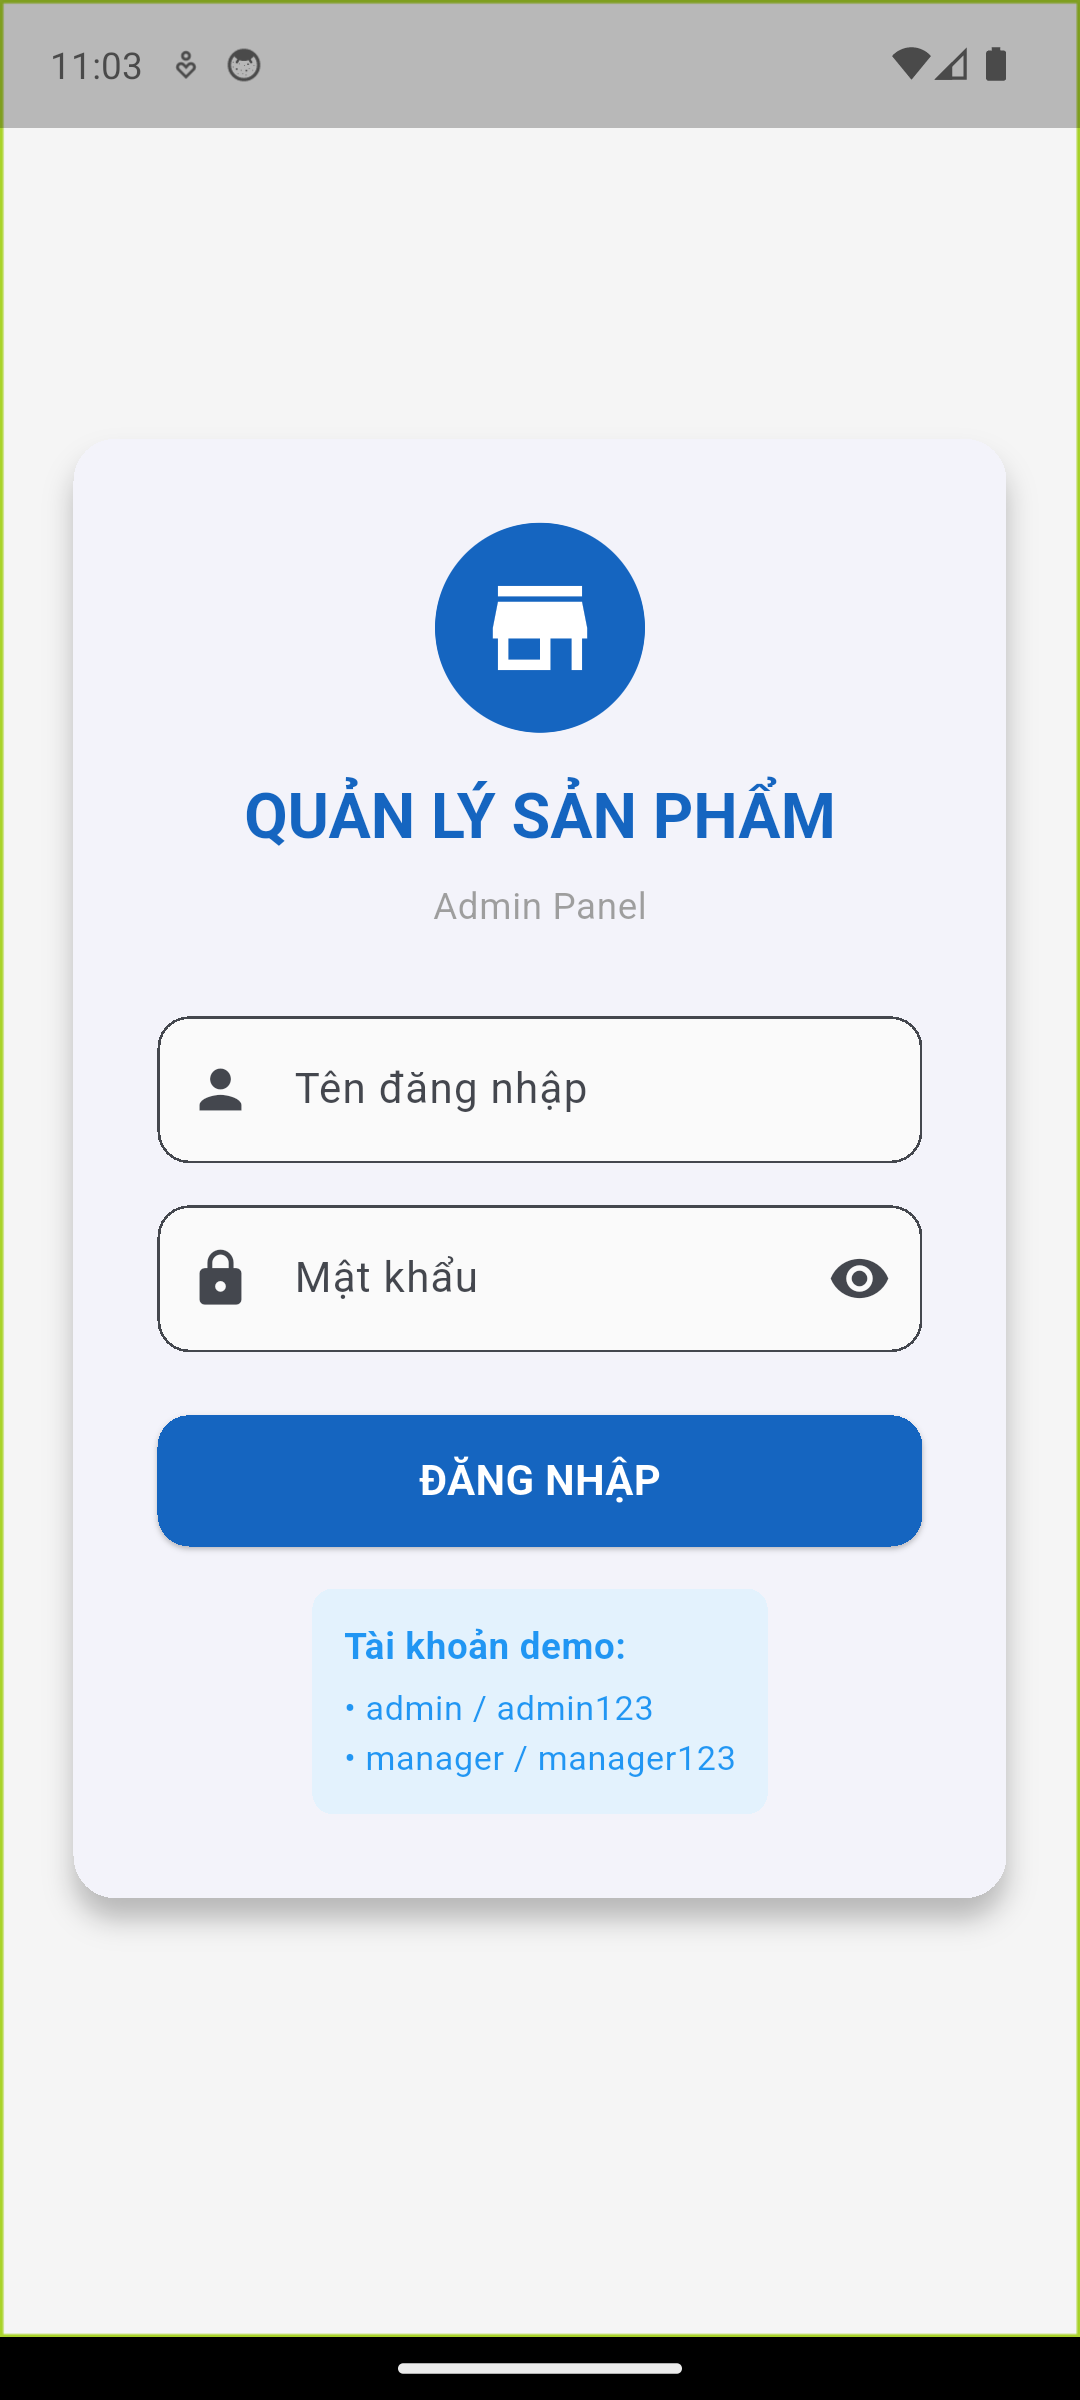 11:03
QUẢN LÝ SẢN PHẨM
Admin Panel
Tên đăng nhập
Mật khẩu
ĐĂNG NHẬP
Tài khoản demo:
• admin / admin123
• manager / manager123